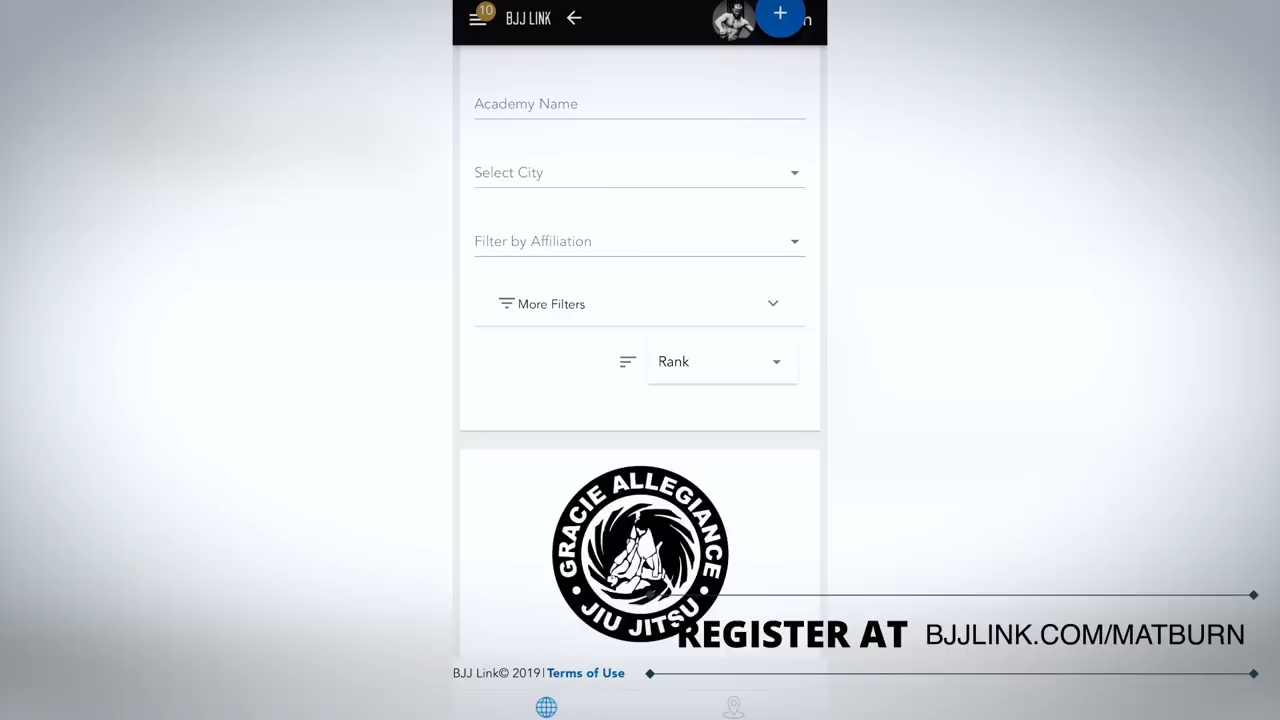 10
BJJ LINK
n
Academy Name
Select City
Filter by Affiliation
More Filters
Rank
GRACIE ALLEGIANCE
JIU JITSU
REGISTER AT BJJLINK.COM/MATBURN
BJJ Link© 2019 | Terms of Use